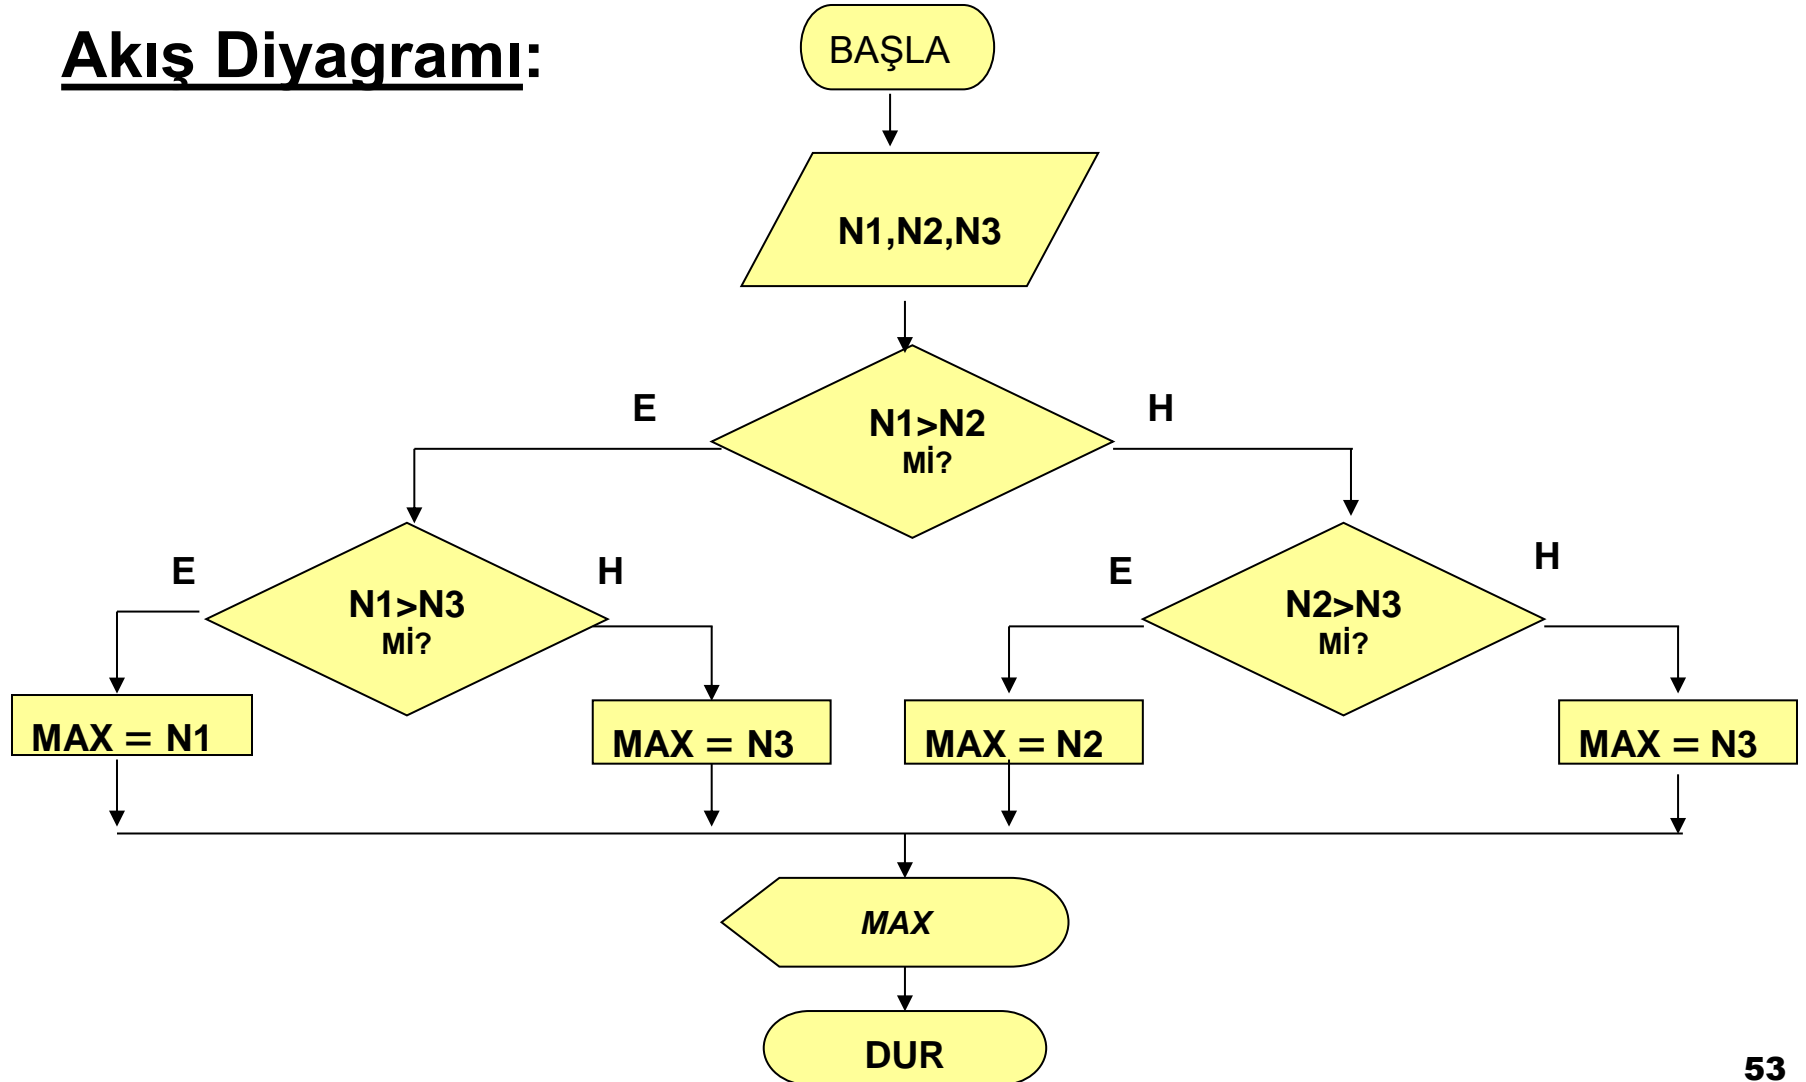 Akış Diyagramı:
BAŞLA
N1,N2,N3
E
H
N1>N2
Mİ?
E
H
E
H
N1>N3
Mİ?
N2>N3
Mİ?
MAX = N1
MAX = N3
MAX = N2
MAX = N3
MAX
DUR
53